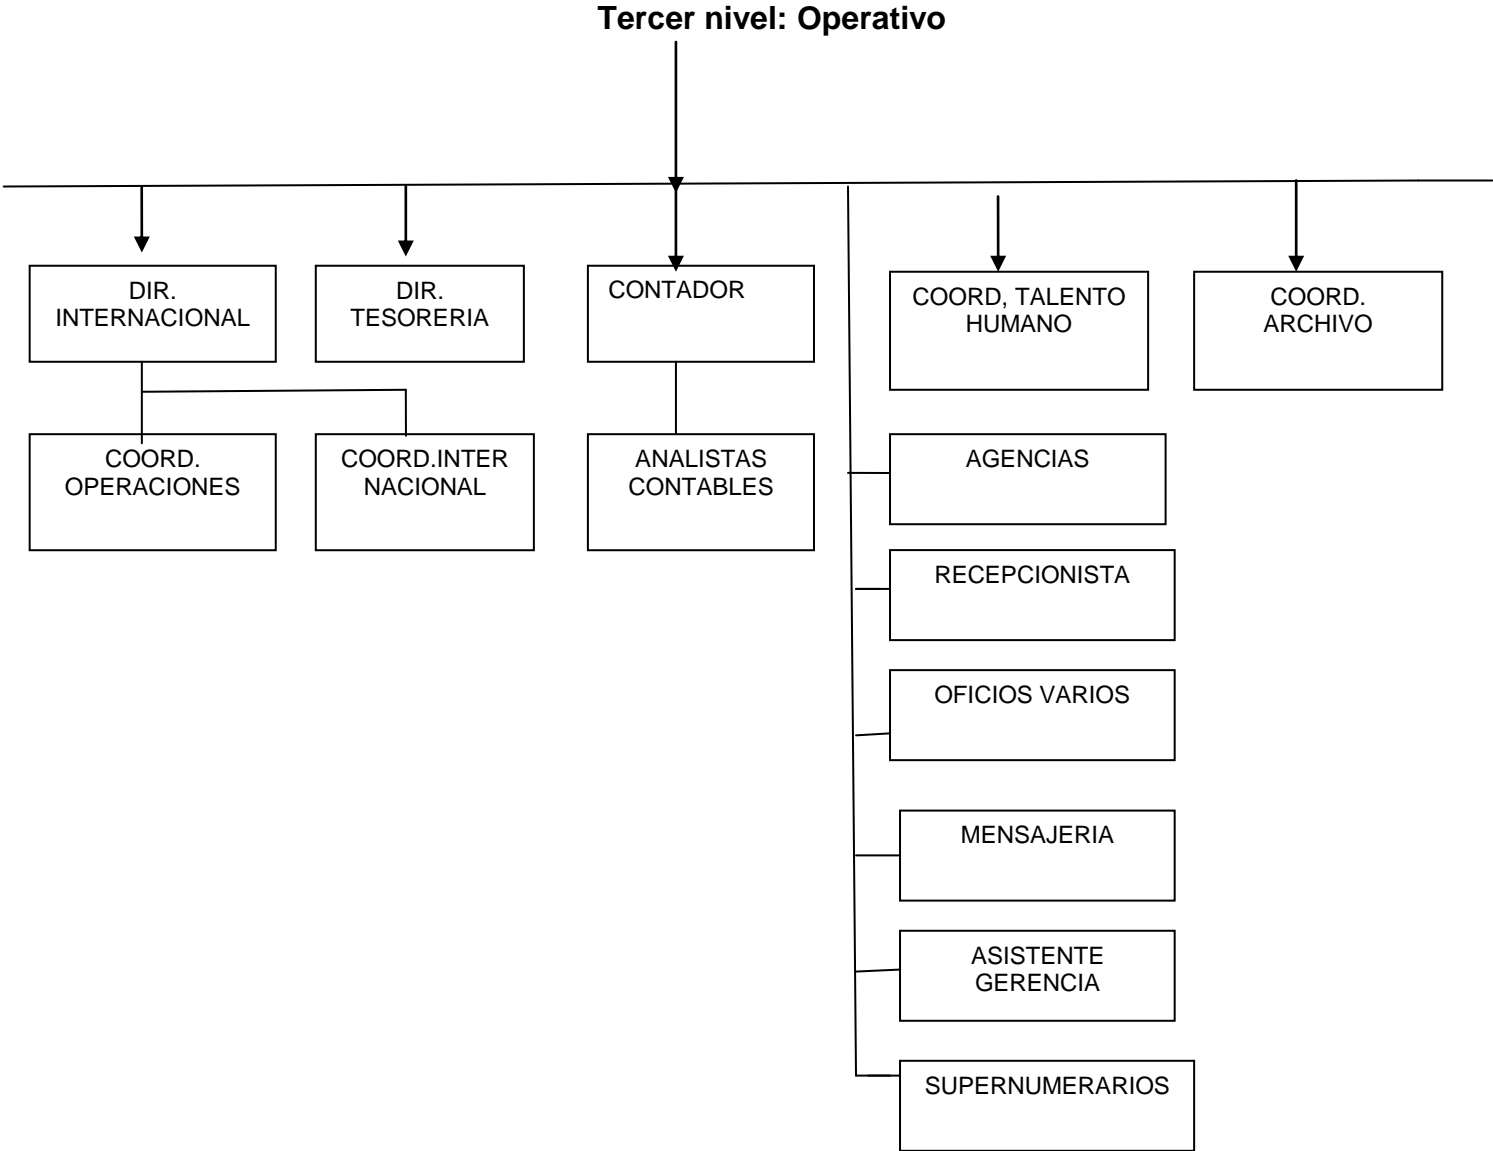 Tercer nivel: Operativo
DIR.
INTERNACIONAL
DIR.
TESORERIA
CONTADOR
COORD, TALENTO
HUMANO
COORD.
ARCHIVO
COORD.
OPERACIONES
COORD.INTER
NACIONAL
ANALISTAS
CONTABLES
AGENCIAS
RECEPCIONISTA
OFICIOS VARIOS
MENSAJERIA
ASISTENTE
GERENCIA
SUPERNUMERARIOS